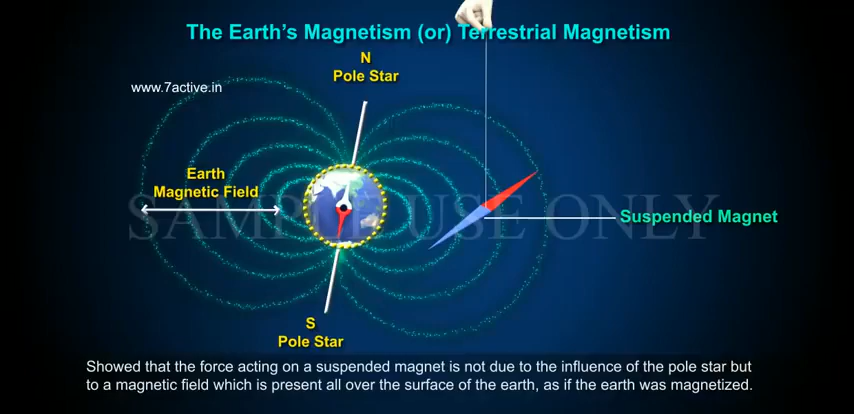 The Earth's Magnetism (or) Terrestrial Magnetism
N
Pole Star
www.7active.in
Earth
Magnetic Field
SAMPLE USE ONLY
Suspended Magnet
S
Pole Star
Showed that the force acting on a suspended magnet is not due to the influence of the pole star but
to a magnetic field which is present all over the surface of the earth, as if the earth was magnetized.